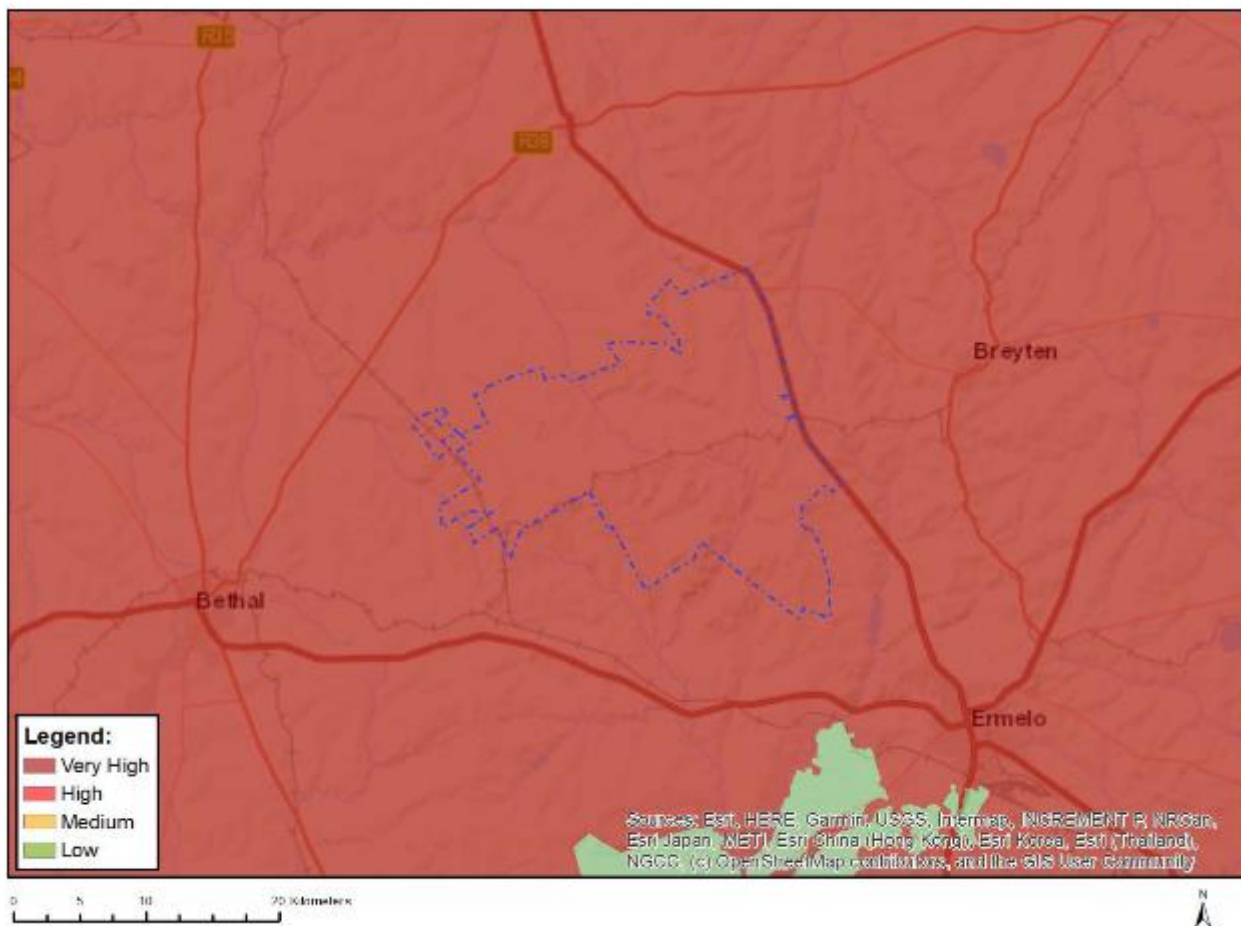 R38
Breyten
Bethal
Ermelo
Legend:
Very High
High
Medium
Low
Sources: Esri, HERE, Garmin, USGS, Intermap, INCREMENT P, NRCan,
Esri Japan, METI, Esri China (Hong Kong), Esri Korea, Esri (Thailand),
NGCC, (c) OpenStreetMap contributors, and the GIS User Community
0 5 10 20 Kilometers
N